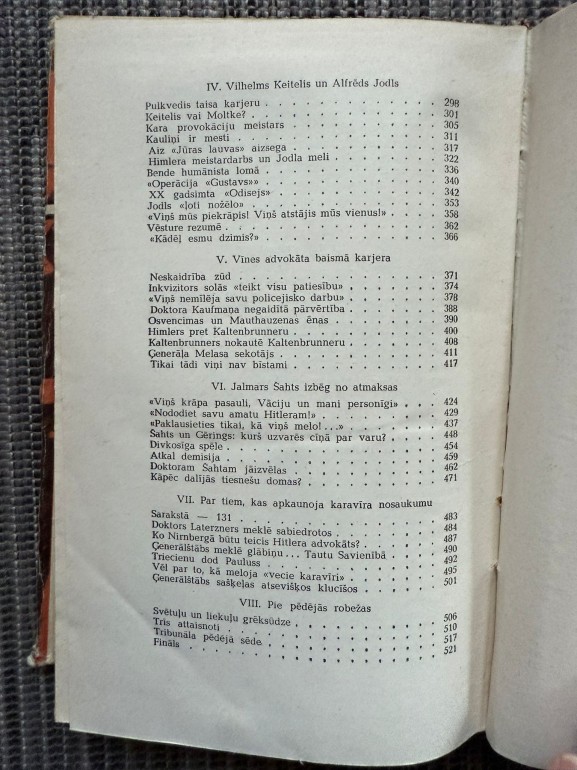 IV. Vilhelms Keitelis un Alfrēds Jodls
Pulkvedis taisa karjeru . . . . . . . . . . . . 298
Keitelis vai Moltke? . . . . . . . . . . . . 301
Kara provokāciju meistars . . . . . . . . . . . 305
Kauliņi ir mesti . . . . . . . . . . . . . 311
Aiz «Jūras lauvas» aizsega . . . . . . . . . . 317
Himlera meistardarbs un Jodla meli . . . . . . . . 322
Bende humānista lomā . . . . . . . . . . . 336
«Operācija «Gustavs»» . . . . . . . . . . . 340
XX gadsimta «Odisejs» . . . . . . . . . . . 342
Jodls «ļoti nožēlo» . . . . . . . . . . . . 353
«Viņš mūs piekrāpis! Viņš atstājis mūs vienus!» . . . . 358
Vēsture rezumē . . . . . . . . . . . . . 362
«Kādēļ esmu dzimis?» . . . . . . . . . . . 366
V. Vīnes advokāta baismā karjera
Neskaidrība zūd . . . . . . . . . . . . . 371
Inkvizitors solās «teikt visu patiesību» . . . . . . . 374
«Viņš nemīlēja savu policejisko darbu» . . . . . . . 378
Doktora Kaufmaņa negaidītā pārvērtība . . . . . . . 388
Osvencimas un Mauthauzenas ēnas . . . . . . . . 390
Himlers pret Kaltenbrunneru . . . . . . . . . . 400
Kaltenbrunners nokautē Kaltenbrunneru . . . . . . . 408
Ģenerāļa Melasa sekotājs . . . . . . . . . . . 411
Tikai tādi viņi nav bīstami . . . . . . . . . . 417
VI. Jalmars Šahts izbēg no atmaksas
«Viņš krāpa pasauli, Vāciju un mani personīgi» . . . . 424
«Nododiet savu amatu Hitleram!» . . . . . . . . . 429
«Paklausieties tikai, kā viņš melo!...» . . . . . . . 437
Šahts un Gērings: kurš uzvarēs cīņā par varu? . . . . 448
Divkosīga spēle . . . . . . . . . . . . . 454
Atkal demisija . . . . . . . . . . . . . . 459
Doktoram Šahtam jāizvēlas . . . . . . . . . . 462
Kāpēc dalījās tiesnešu domas? . . . . . . . . . 471
VII. Par tiem, kas apkaunoja karavīra nosaukumu
Sarakstā — 131 . . . . . . . . . . . . . 483
Doktors Laterzners meklē sabiedrotos . . . . . . . . 484
Ko Nirnbergā būtu teicis Hitlera advokāts? . . . . . . 487
Ģenerālštābs meklē glābiņu... Tautu Savienībā . . . . . 490
Triecienu dod Pauluss . . . . . . . . . . . 492
Vēl par to, kā meloja «vecie karavīri» . . . . . . . 495
Ģenerālštābs sašķeļas atsevišķos klucīšos . . . . . . 501
VIII. Pie pēdējās robežas
Svētuļu un liekuļu grēksūdze . . . . . . . . . 506
Trīs attaisnoti . . . . . . . . . . . . . 510
Tribunāla pēdējā sēde . . . . . . . . . . . 517
Fināls . . . . . . . . . . . . . . . . 521